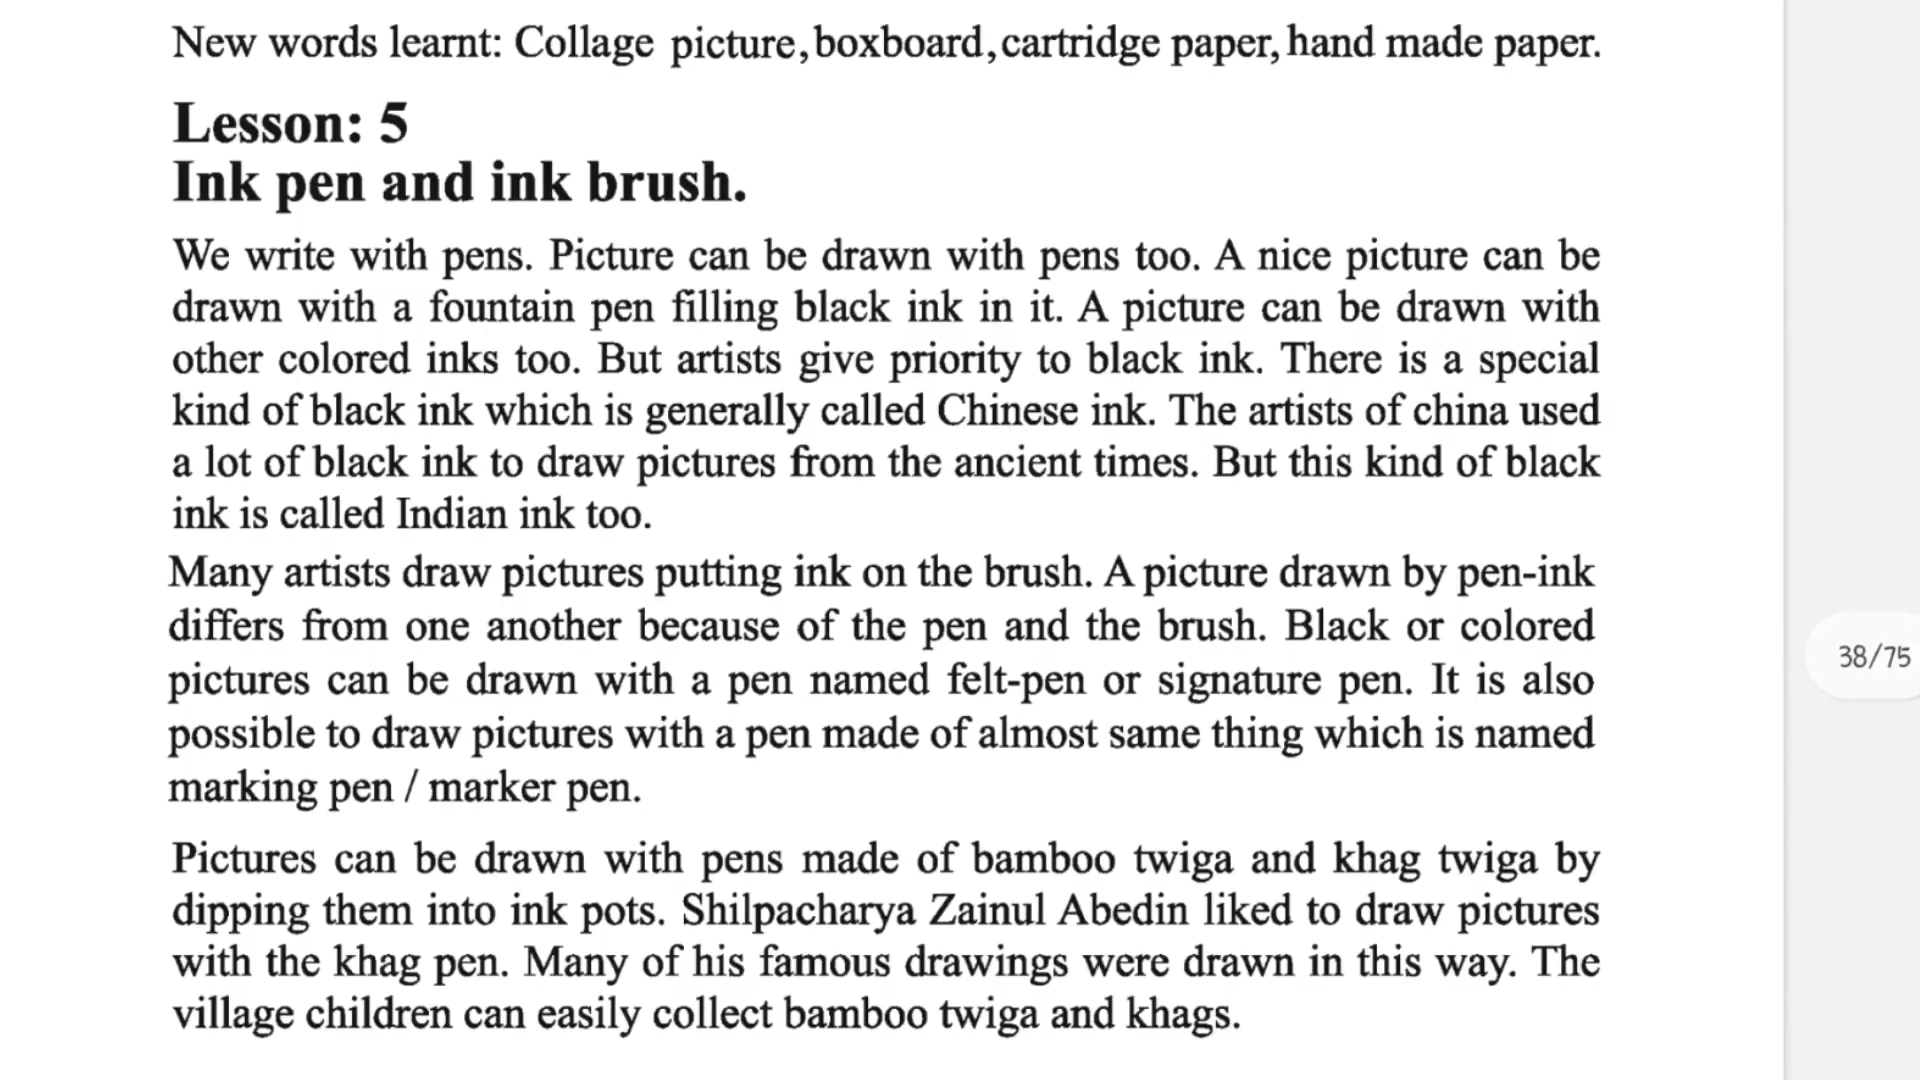 New words learnt: Collage picture, boxboard, cartridge paper, hand made paper.
Lesson: 5
Ink pen and ink brush.
We write with pens. Picture can be drawn with pens too. A nice picture can be
drawn with a fountain pen filling black ink in it. A picture can be drawn with
other colored inks too. But artists give priority to black ink. There is a special
kind of black ink which is generally called Chinese ink. The artists of china used
a lot of black ink to draw pictures from the ancient times. But this kind of black
ink is called Indian ink too.
Many artists draw pictures putting ink on the brush. A picture drawn by pen-ink
differs from one another because of the pen and the brush. Black or colored
pictures can be drawn with a pen named felt-pen or signature pen. It is also
possible to draw pictures with a pen made of almost same thing which is named
marking pen / marker pen.
Pictures can be drawn with pens made of bamboo twiga and khag twiga by
dipping them into ink pots. Shilpacharya Zainul Abedin liked to draw pictures
with the khag pen. Many of his famous drawings were drawn in this way. The
village children can easily collect bamboo twiga and khags.
38/75